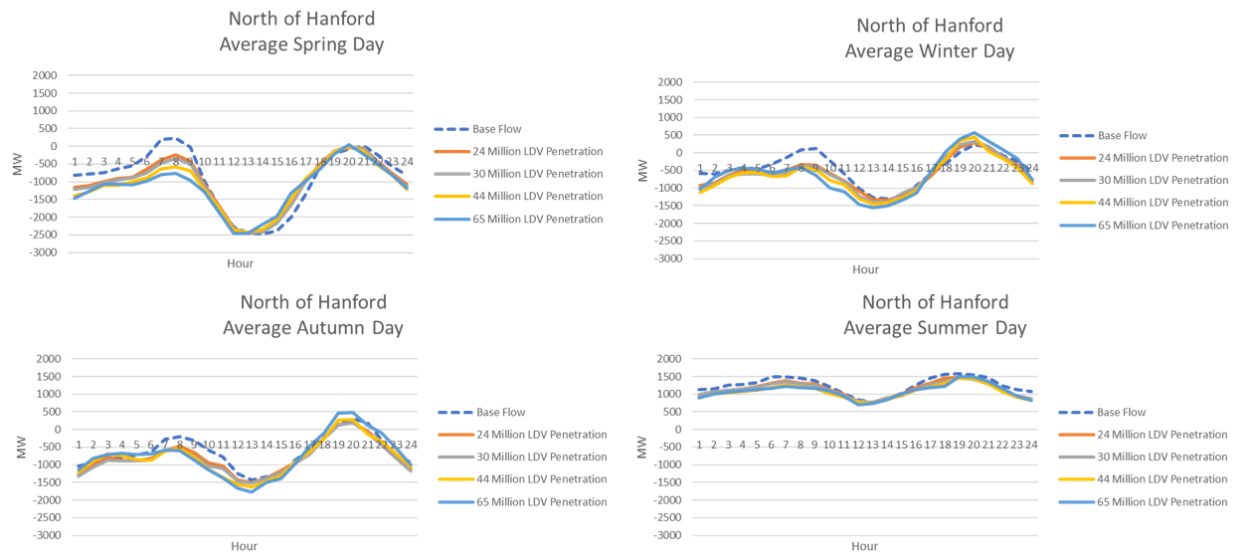 North of Hanford
Average Spring Day
2000
1500
1000
500
0
-500
-1000
-1500
-2000
-2500
-3000
MW
1 2 3 4 5 6 7 8 9 10 11 12 13 14 15 16 17 18 19 20 21 22 23 24
Hour
Base Flow
24 Million LDV Penetration
30 Million LDV Penetration
44 Million LDV Penetration
65 Million LDV Penetration
North of Hanford
Average Winter Day
2000
1500
1000
500
0
-500
-1000
-1500
-2000
-2500
-3000
MW
1 2 3 4 5 6 7 8 9 10 11 12 13 14 15 16 17 18 19 20 21 22 23 24
Hour
Base Flow
24 Million LDV Penetration
30 Million LDV Penetration
44 Million LDV Penetration
65 Million LDV Penetration
North of Hanford
Average Autumn Day
2000
1500
1000
500
0
-500
-1000
-1500
-2000
-2500
-3000
MW
1 2 3 4 5 6 7 8 9 10 11 12 13 14 15 16 17 18 19 20 21 22 23 24
Hour
Base Flow
24 Million LDV Penetration
30 Million LDV Penetration
44 Million LDV Penetration
65 Million LDV Penetration
North of Hanford
Average Summer Day
2000
1500
1000
500
0
-500
-1000
-1500
-2000
-2500
-3000
MW
1 2 3 4 5 6 7 8 9 10 11 12 13 14 15 16 17 18 19 20 21 22 23 24
Hour
Base Flow
24 Million LDV Penetration
30 Million LDV Penetration
44 Million LDV Penetration
65 Million LDV Penetration